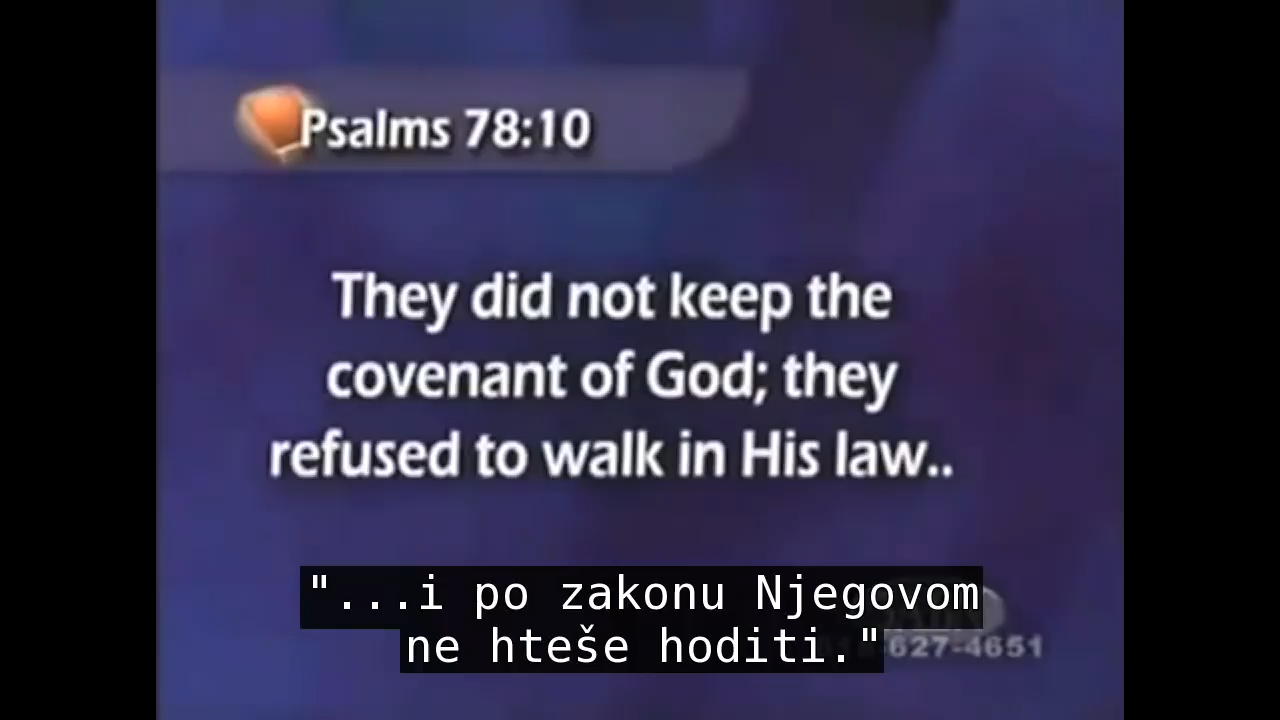 Psalms 78:10
They did not keep the
covenant of God; they
refused to walk in His law..
"...i po zakonu Njegovom
ne hteše hoditi."
-627-4651